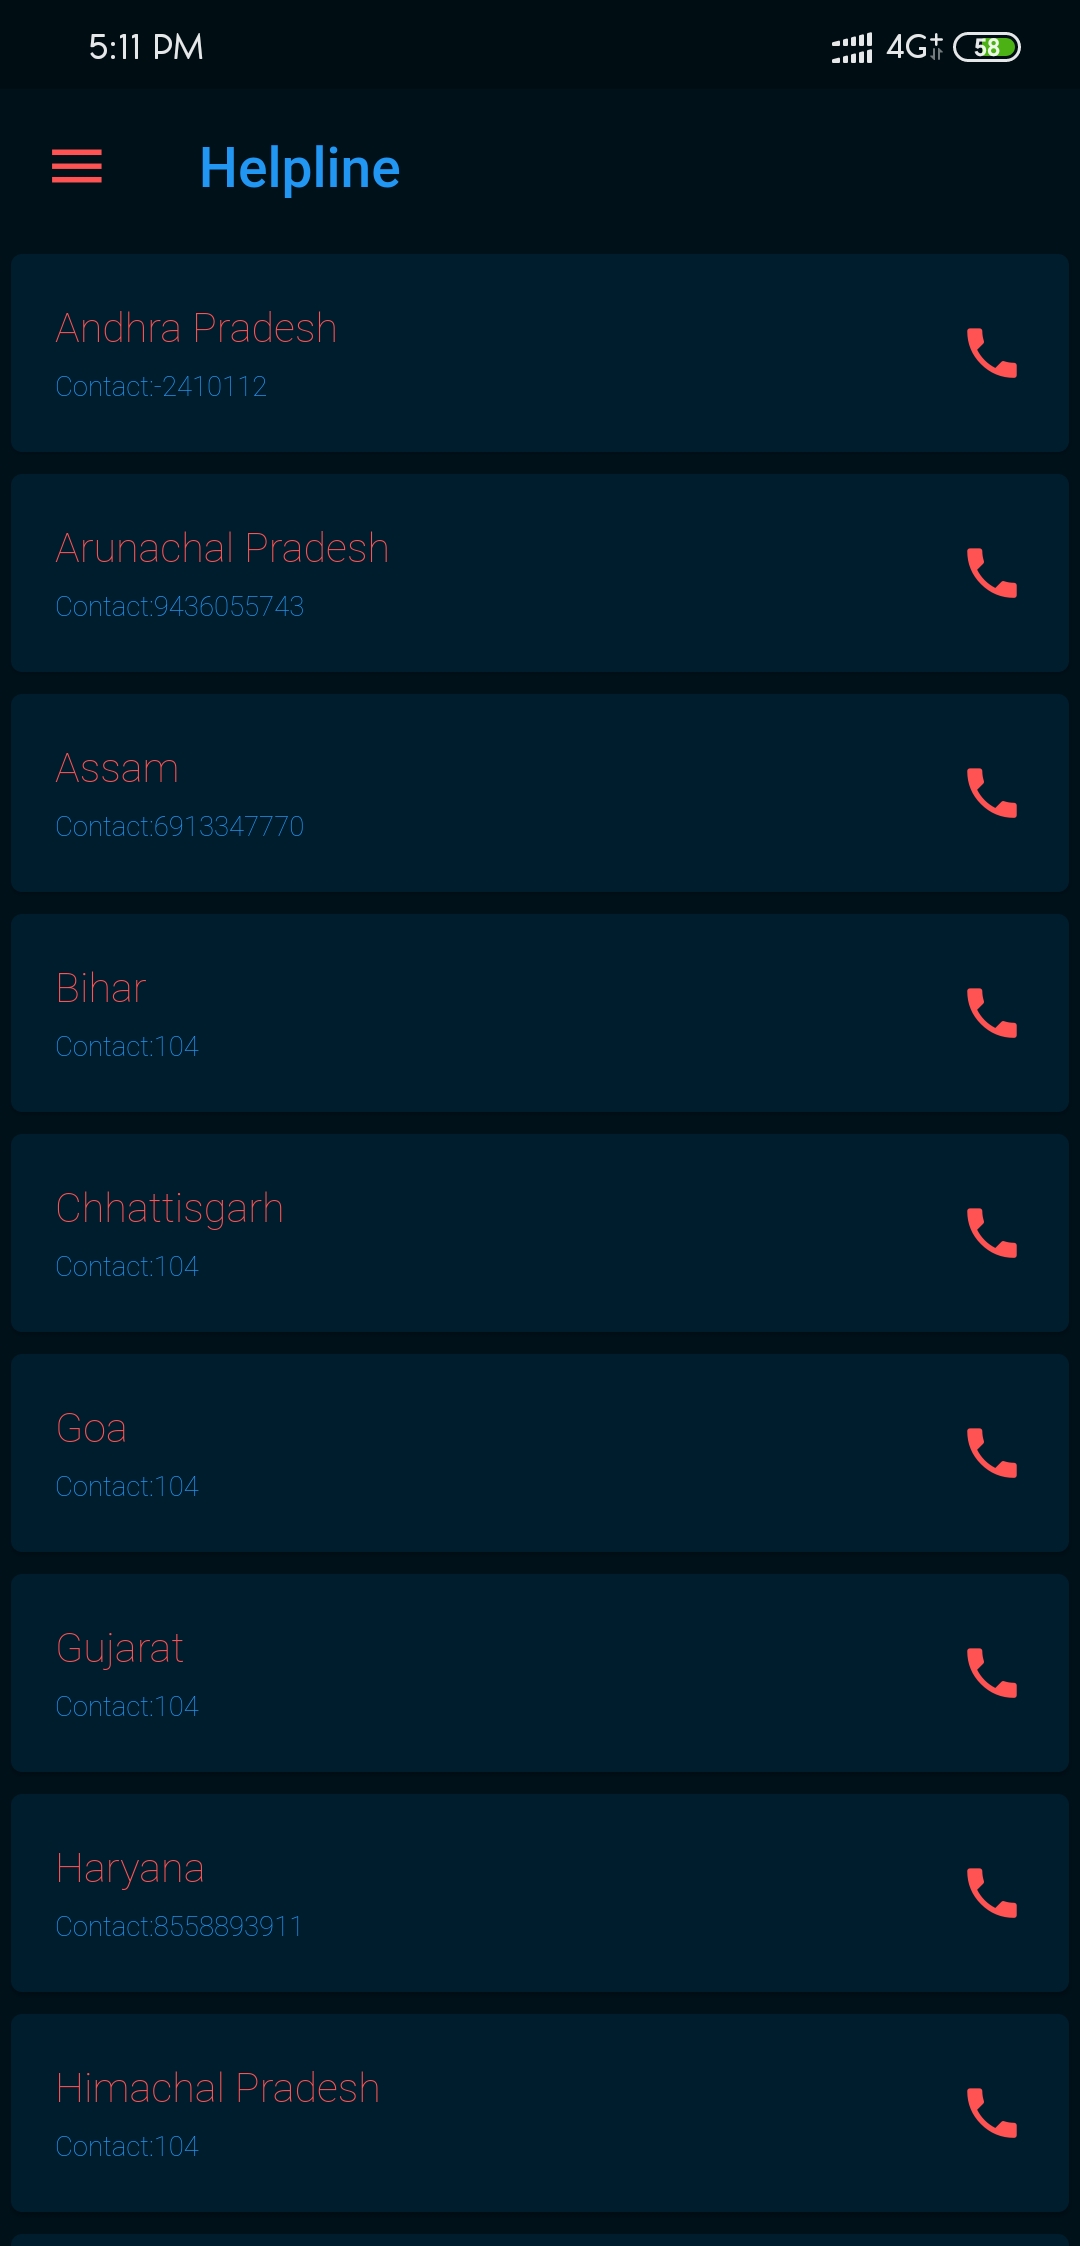 5:11 PM 4G+ 58
Helpline
Andhra Pradesh
Contact:-2410112
Arunachal Pradesh
Contact:9436055743
Assam
Contact:6913347770
Bihar
Contact:104
Chhattisgarh
Contact:104
Goa
Contact:104
Gujarat
Contact:104
Haryana
Contact:8558893911
Himachal Pradesh
Contact:104